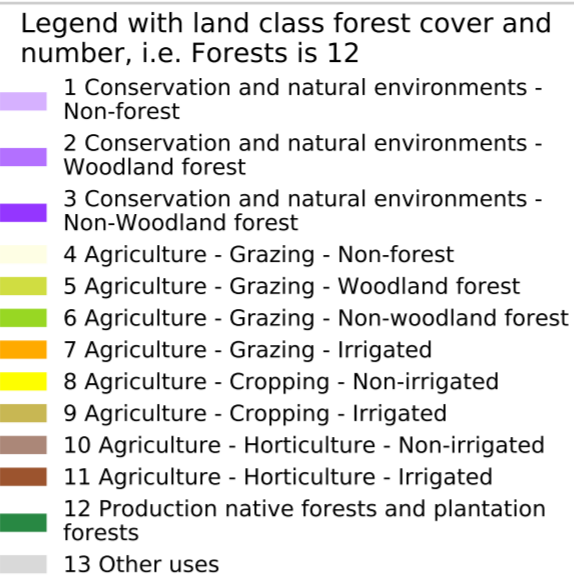 Legend with land class forest cover and
number, i.e. Forests is 12
1 Conservation and natural environments -
Non-forest
2 Conservation and natural environments -
Woodland forest
3 Conservation and natural environments -
Non-Woodland forest
4 Agriculture - Grazing - Non-forest
5 Agriculture - Grazing - Woodland forest
6 Agriculture - Grazing - Non-woodland forest
7 Agriculture - Grazing - Irrigated
8 Agriculture - Cropping - Non-irrigated
9 Agriculture - Cropping - Irrigated
10 Agriculture - Horticulture - Non-irrigated
11 Agriculture - Horticulture - Irrigated
12 Production native forests and plantation
forests
13 Other uses